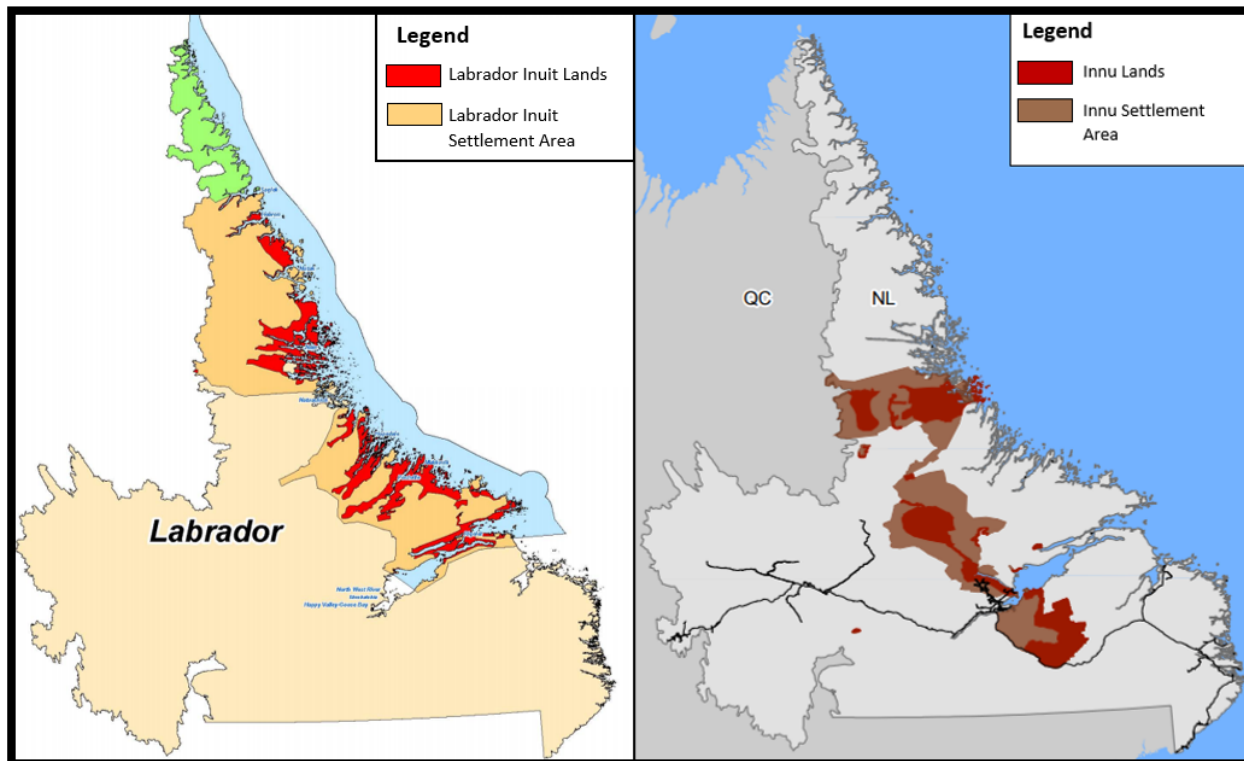 Legend
Labrador Inuit Lands
Labrador Inuit
Settlement Area
Labrador
North West River
Happy Valley-Goose Bay
Legend
Innu Lands
Innu Settlement
Area
QC
NL